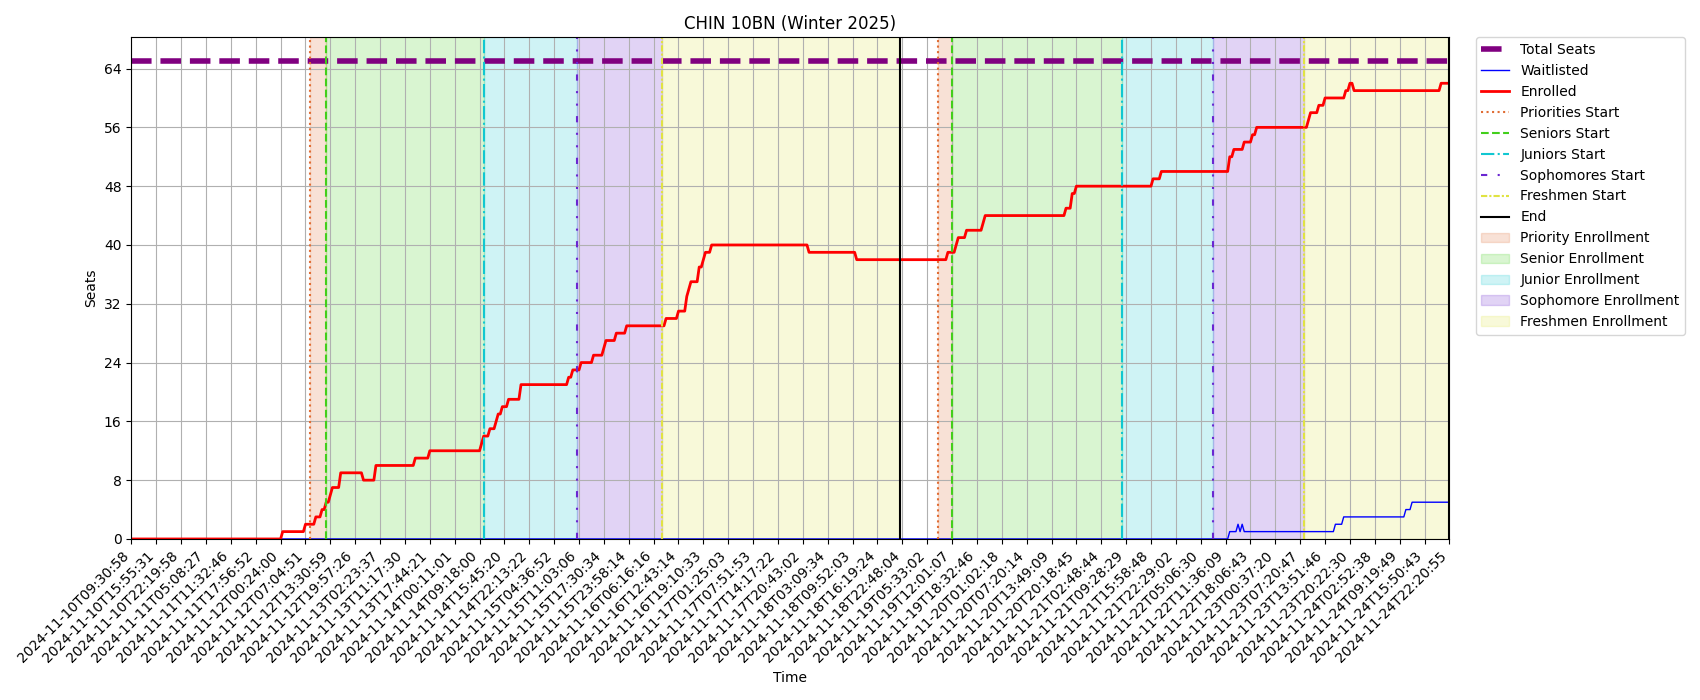 CHIN 10BN (Winter 2025)
Seats
64
56
48
40
32
24
16
8
0
2024-11-10T09:30:58
2024-11-10T15:55:31
2024-11-10T22:19:58
2024-11-11T05:08:27
2024-11-11T11:32:46
2024-11-11T17:56:52
2024-11-12T00:24:00
2024-11-12T07:04:51
2024-11-12T13:30:59
2024-11-12T19:57:26
2024-11-13T02:23:37
2024-11-13T11:17:30
2024-11-13T17:44:21
2024-11-14T00:11:01
2024-11-14T09:18:00
2024-11-14T15:45:20
2024-11-14T22:13:22
2024-11-15T04:36:52
2024-11-15T11:03:06
2024-11-15T17:30:34
2024-11-15T23:58:14
2024-11-16T06:16:16
2024-11-16T12:43:14
2024-11-16T19:10:33
2024-11-17T01:25:03
2024-11-17T07:51:53
2024-11-17T14:17:22
2024-11-17T20:43:02
2024-11-18T03:09:34
2024-11-18T09:52:03
2024-11-18T16:19:24
2024-11-18T22:48:04
2024-11-19T05:33:02
2024-11-19T12:01:07
2024-11-19T18:32:46
2024-11-20T01:02:18
2024-11-20T07:20:14
2024-11-20T13:49:09
2024-11-20T20:18:45
2024-11-21T02:48:44
2024-11-21T09:28:29
2024-11-21T15:58:48
2024-11-21T22:29:02
2024-11-22T05:06:30
2024-11-22T11:36:09
2024-11-22T18:06:43
2024-11-23T00:37:20
2024-11-23T07:20:47
2024-11-23T13:51:46
2024-11-23T20:22:30
2024-11-24T02:52:38
2024-11-24T09:19:49
2024-11-24T15:50:43
2024-11-24T22:20:55
Time
Total Seats
Waitlisted
Enrolled
Priorities Start
Seniors Start
Juniors Start
Sophomores Start
Freshmen Start
End
Priority Enrollment
Senior Enrollment
Junior Enrollment
Sophomore Enrollment
Freshmen Enrollment